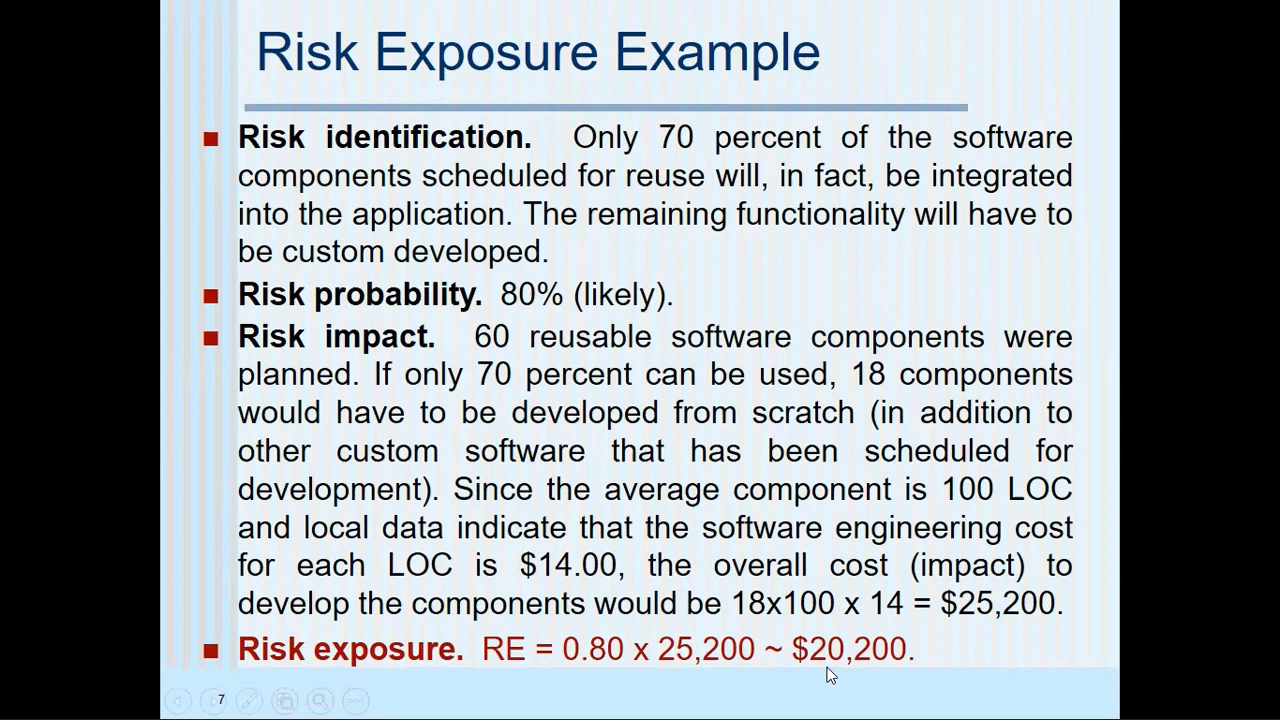 Risk Exposure Example
Risk identification. Only 70 percent of the software
components scheduled for reuse will, in fact, be integrated
into the application. The remaining functionality will have to
be custom developed.
Risk probability. 80% (likely).
Risk impact. 60 reusable software components were
planned. If only 70 percent can be used, 18 components
would have to be developed from scratch (in addition to
other custom software that has been scheduled for
development). Since the average component is 100 LOC
and local data indicate that the software engineering cost
for each LOC is $14.00, the overall cost (impact) to
develop the components would be 18x100 x 14 = $25,200.
Risk exposure. RE = 0.80 x 25,200 ~ $20,200.
7